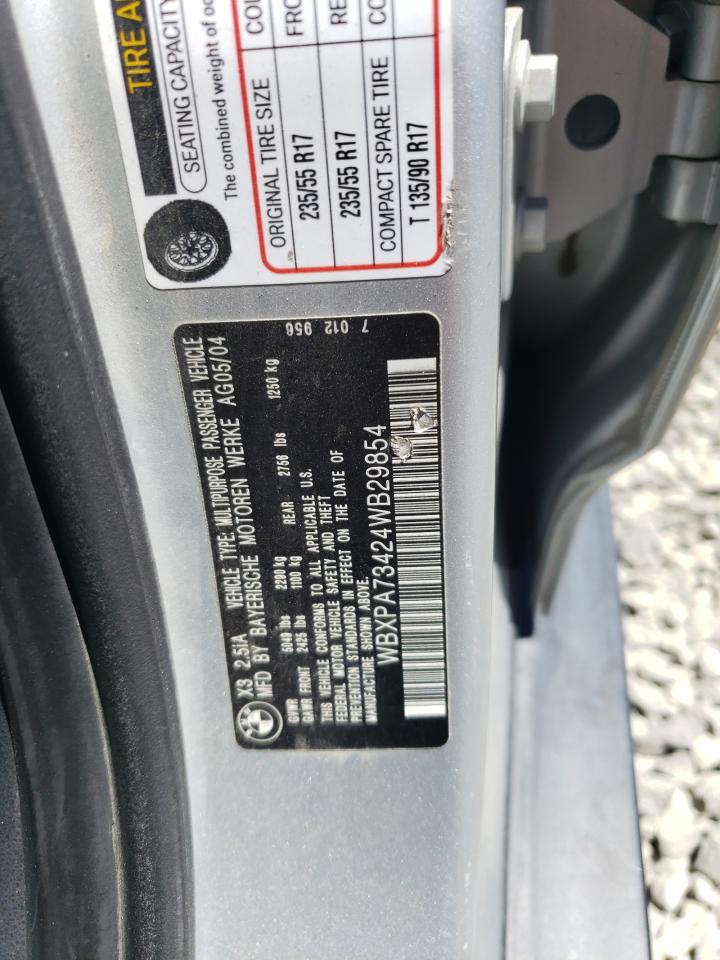 TIRE A
SEATING CAPACITY
The combined weight of oc
ORIGINAL TIRE SIZE
235/55 R17
235/55 R17
COMPACT SPARE TIRE
T 135/90 R17
CO
FRO
RE
CO
X3 2.5IA VEHICLE TYPE: MULTIPURPOSE PASSENGER VEHICLE
MFD BY BAYERISCHE MOTOREN WERKE AG05/04
GVWR 5040 lbs 2290 kg
GAWR FRONT 2425 lbs 1100 kg REAR 2756 lbs 1250 kg
THIS VEHICLE CONFORMS TO ALL APPLICABLE U.S.
FEDERAL MOTOR VEHICLE SAFETY AND THEFT
PREVENTION STANDARDS IN EFFECT ON THE DATE OF
MANUFACTURE SHOWN ABOVE.
WBXPA73424WB29854
7 012 956